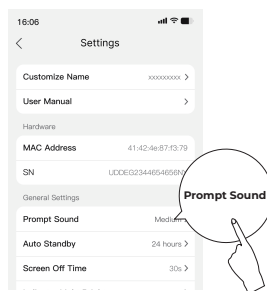 16:06
Settings
Customize Name xxxxxxxxx
User Manual
Hardware
MAC Address 41:42:4e:87:f3:79
SN UDDEG2344654656N
General Settings
Prompt Sound Medium
Prompt Sound
Auto Standby 24 hours
Screen Off Time 30s